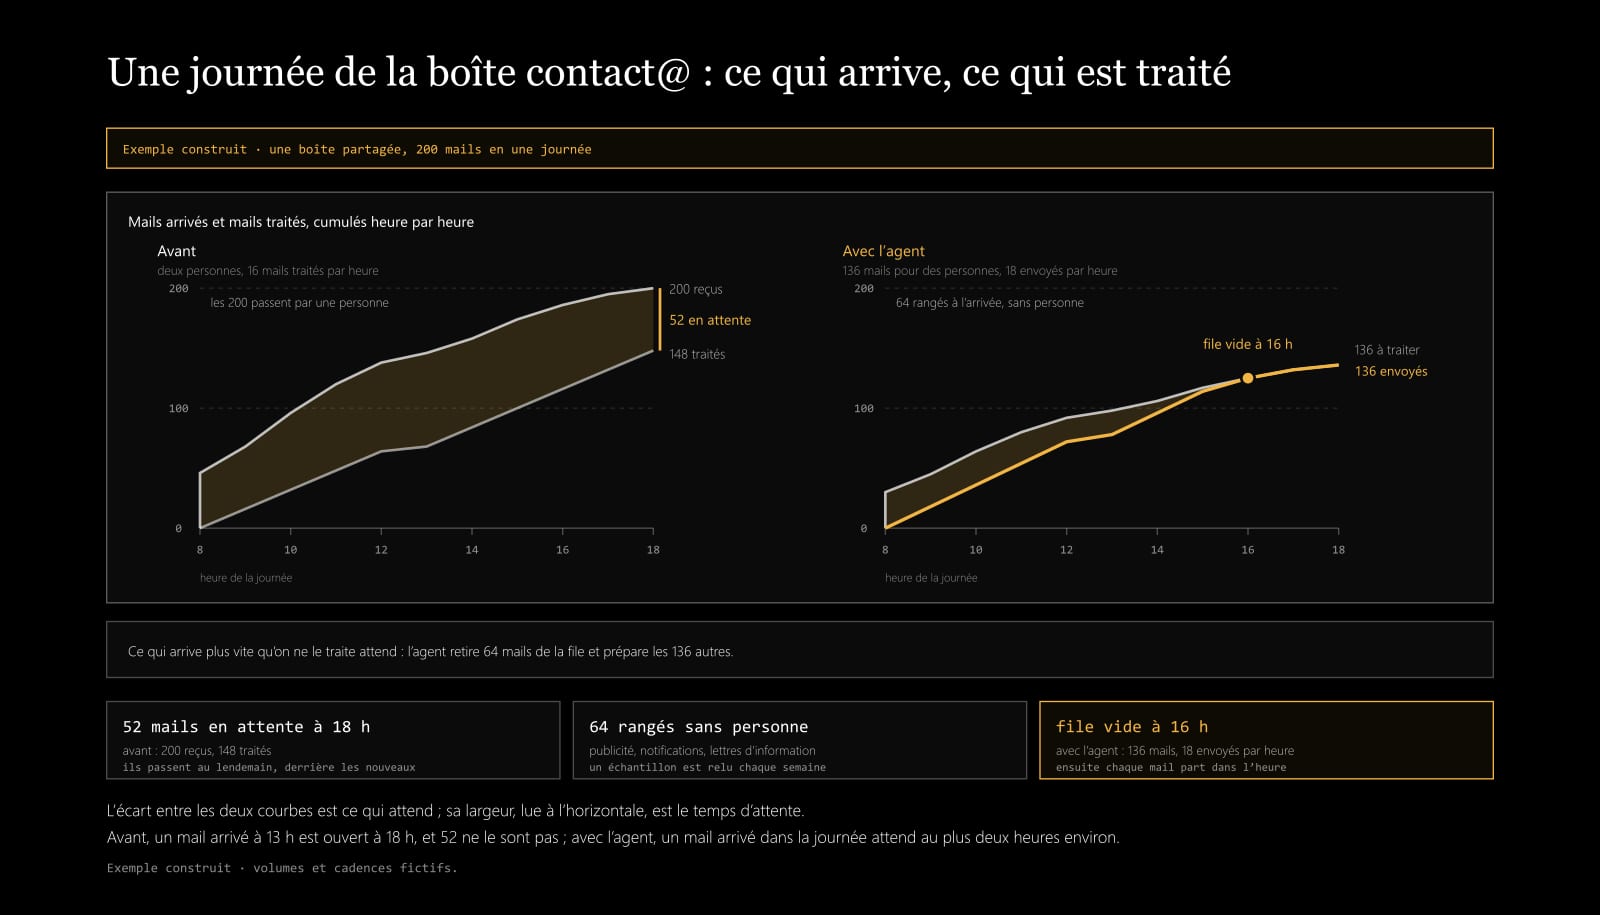 Une journée de la boîte contact@ : ce qui arrive, ce qui est traité
Exemple construit · une boîte partagée, 200 mails en une journée
Mails arrivés et mails traités, cumulés heure par heure
Avant
deux personnes, 16 mails traités par heure
200
les 200 passent par une personne
200 reçus
52 en attente
148 traités
100
0
8 10 12 14 16 18
heure de la journée
Avec l’agent
136 mails pour des personnes, 18 envoyés par heure
200
64 rangés à l’arrivée, sans personne
file vide à 16 h
136 à traiter
136 envoyés
100
0
8 10 12 14 16 18
heure de la journée
Ce qui arrive plus vite qu’on ne le traite attend : l’agent retire 64 mails de la file et prépare les 136 autres.
52 mails en attente à 18 h
avant : 200 reçus, 148 traités
ils passent au lendemain, derrière les nouveaux
64 rangés sans personne
publicité, notifications, lettres d’information
un échantillon est relu chaque semaine
file vide à 16 h
avec l’agent : 136 mails, 18 envoyés par heure
ensuite chaque mail part dans l’heure
L’écart entre les deux courbes est ce qui attend ; sa largeur, lue à l’horizontale, est le temps d’attente.
Avant, un mail arrivé à 13 h est ouvert à 18 h, et 52 ne le sont pas ; avec l’agent, un mail arrivé dans la journée attend au plus deux heures environ.
Exemple construit · volumes et cadences fictifs.